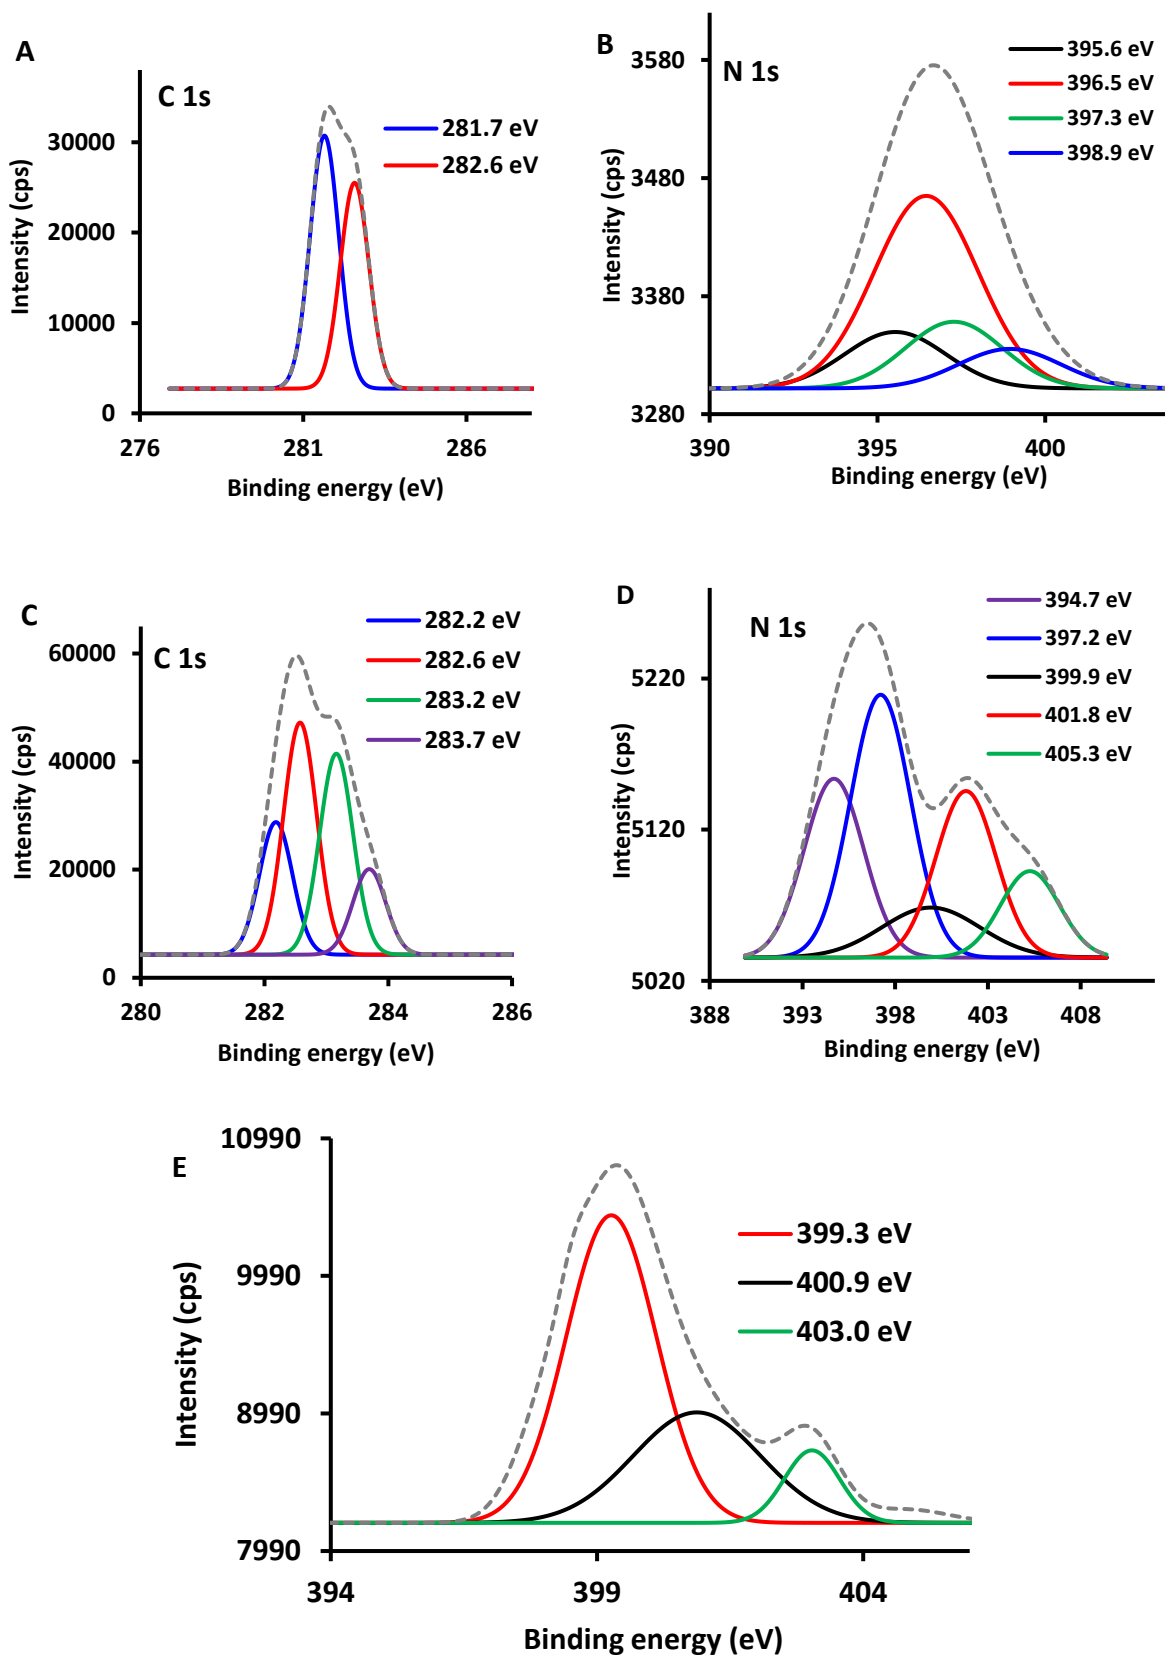 A
C 1s
281.7 eV
282.6 eV
Intensity (cps)
30000
20000
10000
0
276
281
286
Binding energy (eV)
B
N 1s
395.6 eV
396.5 eV
397.3 eV
398.9 eV
Intensity (cps)
3580
3480
3380
3280
390
395
400
Binding energy (eV)
C
C 1s
282.2 eV
282.6 eV
283.2 eV
283.7 eV
Intensity (cps)
60000
40000
20000
0
280
282
284
286
Binding energy (eV)
D
N 1s
394.7 eV
397.2 eV
399.9 eV
401.8 eV
405.3 eV
Intensity (cps)
5220
5120
5020
388
393
398
403
408
Binding energy (eV)
E
399.3 eV
400.9 eV
403.0 eV
Intensity (cps)
10990
9990
8990
7990
394
399
404
Binding energy (eV)